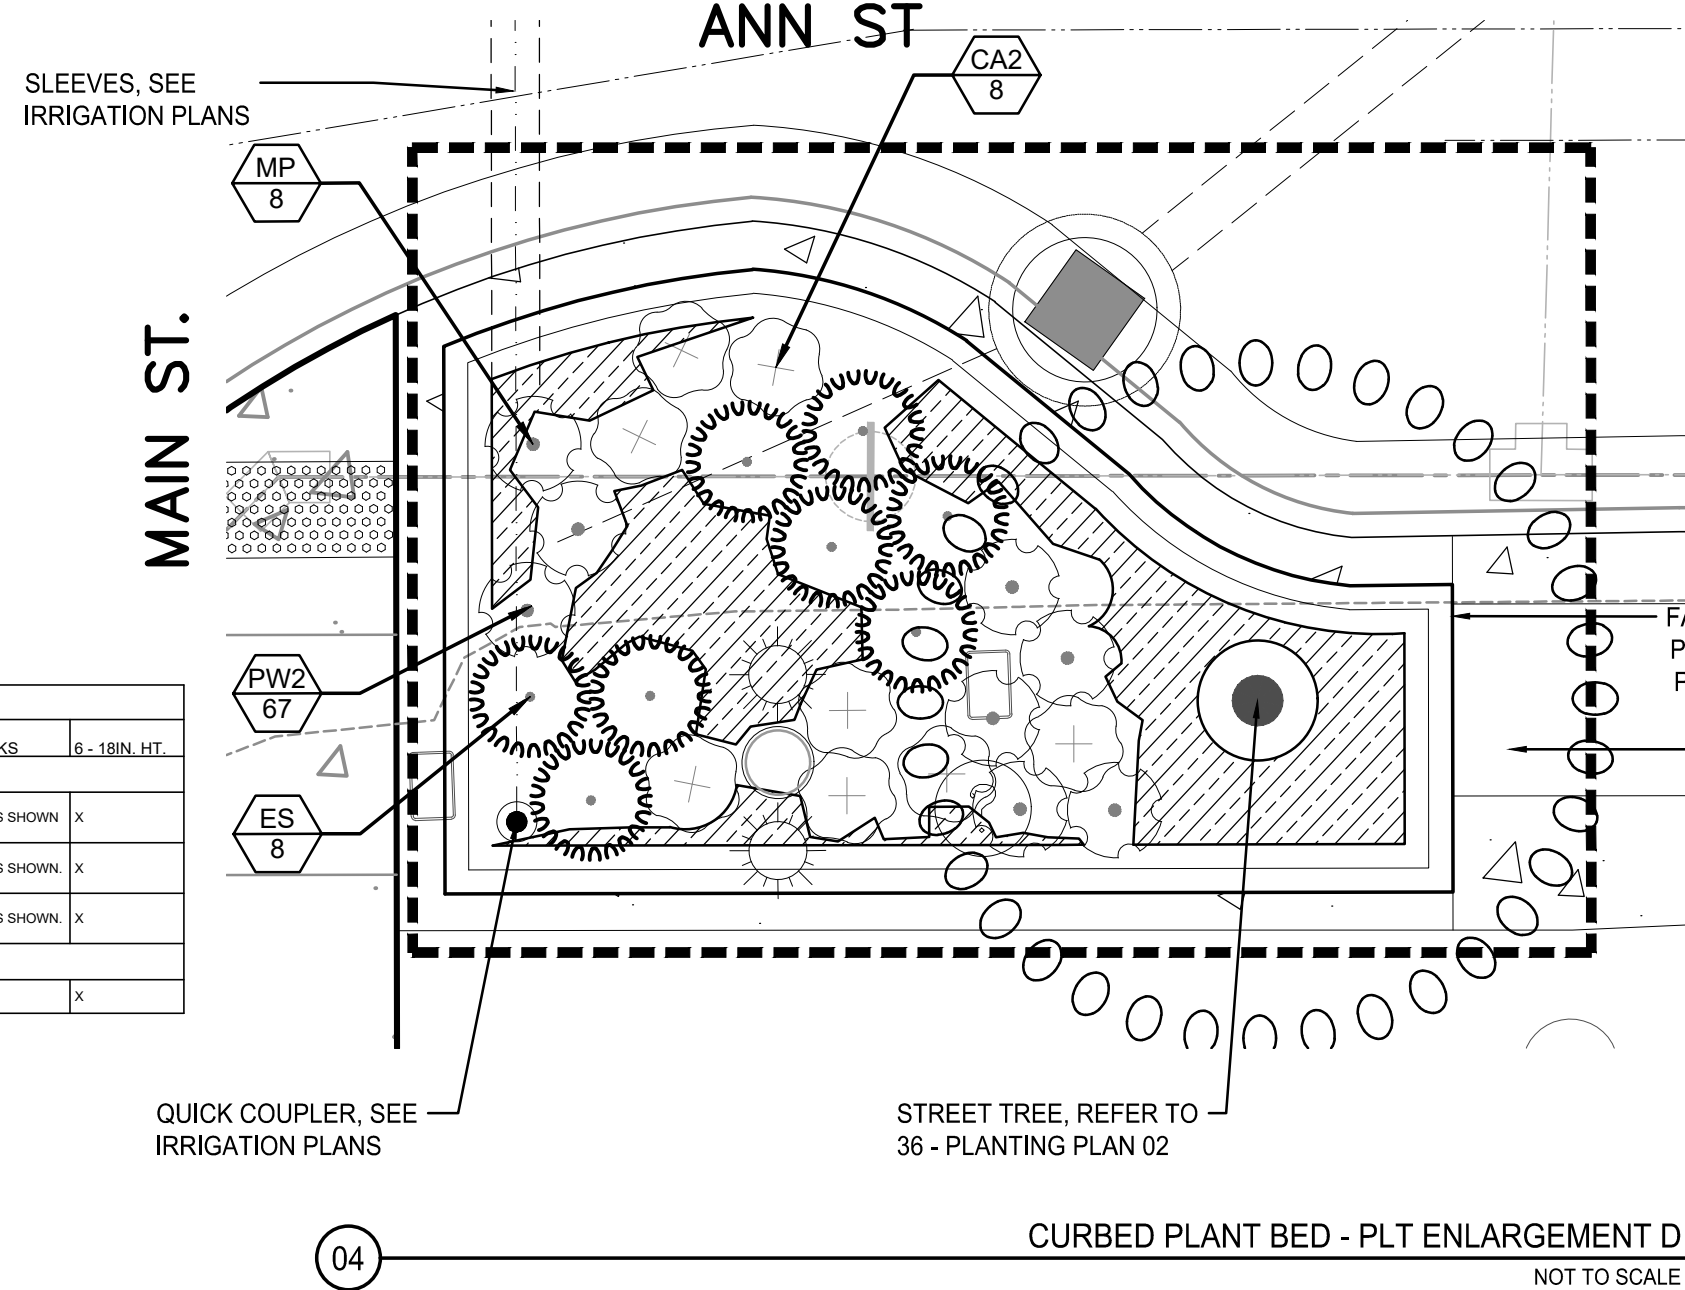 ANN ST
SLEEVES, SEE
IRRIGATION PLANS
CA2
8
MP
8
MAIN ST.
PW2
67
ES
8
6 - 18IN. HT.
SHOWN
X
SHOWN.
X
SHOWN.
X
X
QUICK COUPLER, SEE
IRRIGATION PLANS
STREET TREE, REFER TO
36 - PLANTING PLAN 02
04
CURBED PLANT BED - PLT ENLARGEMENT D
NOT TO SCALE